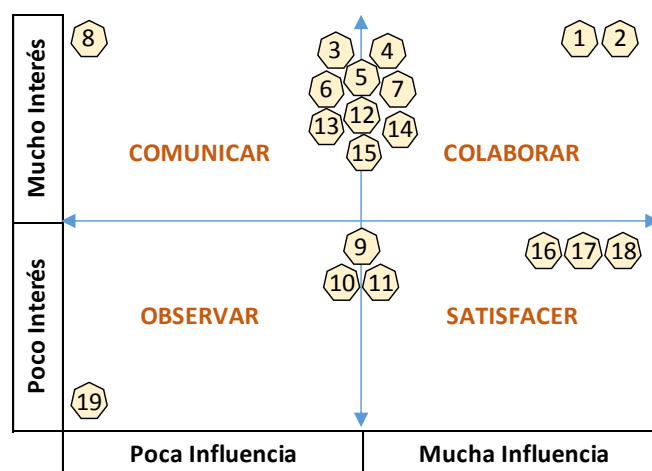 Mucho Interés
Poco Interés
8
3
4
1
2
5
6
7
12
13
14
15
COMUNICAR
COLABORAR
9
16
17
18
10
11
OBSERVAR
SATISFACER
19
Poca Influencia
Mucha Influencia